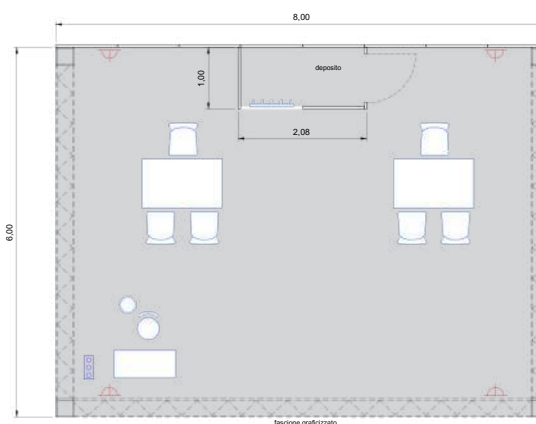 8,00
deposito
1,00
2,08
6,00
fascione graficizzato